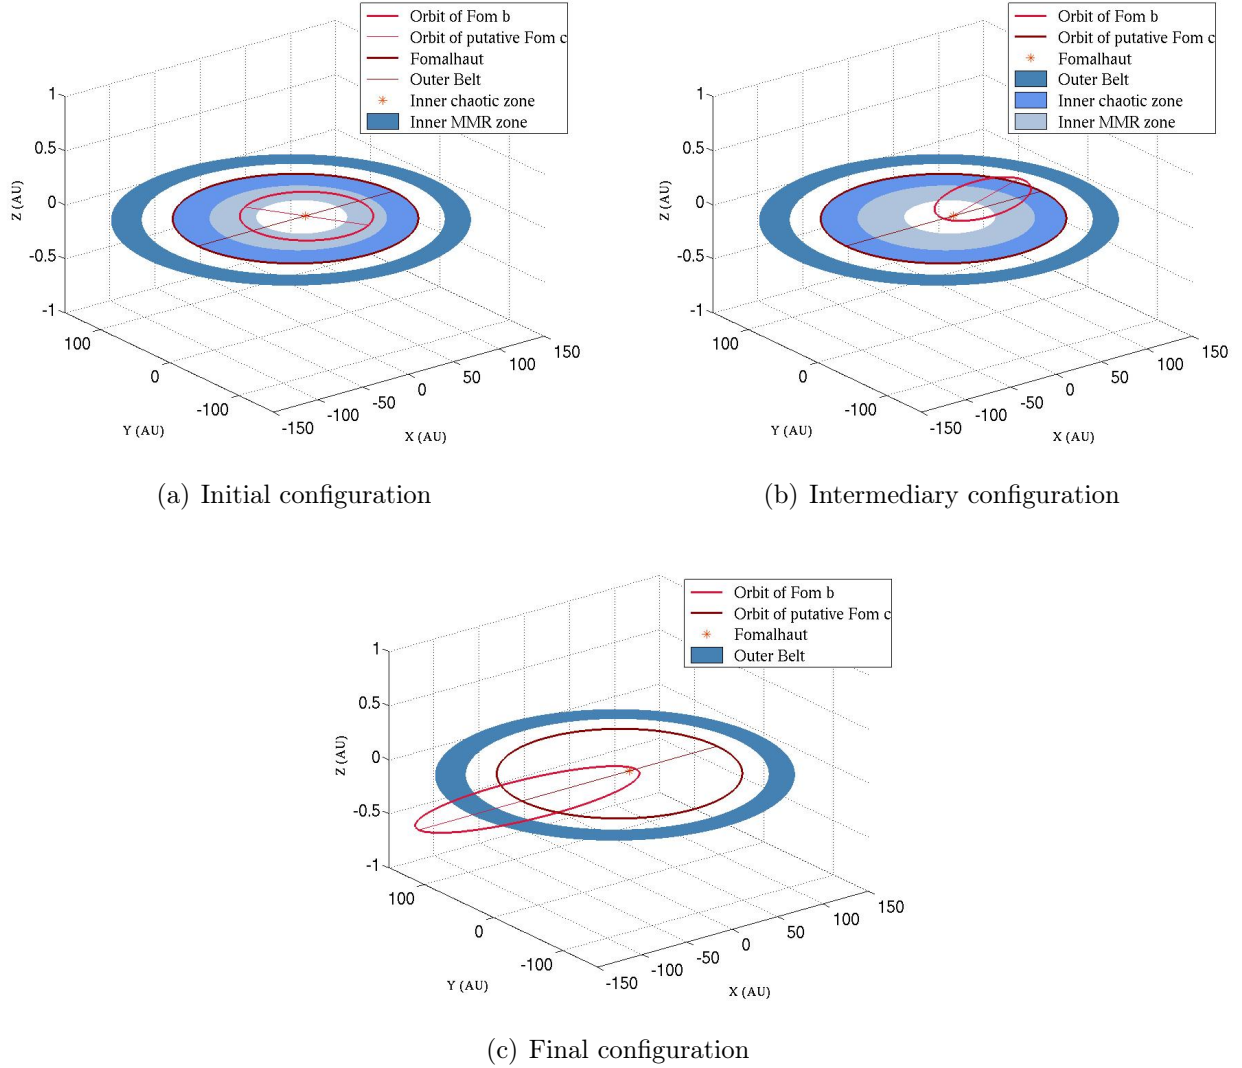 Orbit of Fom b
Orbit of putative Fom c
Fomalhaut
Outer Belt
Inner chaotic zone
Inner MMR zone
1
0.5
0
-0.5
-1
Z (AU)
100
0
-100
Y (AU)
-150
-100
-50
0
50
100
150
X (AU)
(a) Initial configuration
Orbit of Fom b
Orbit of putative Fom c
Fomalhaut
Outer Belt
Inner chaotic zone
Inner MMR zone
1
0.5
0
-0.5
-1
Z (AU)
100
0
-100
Y (AU)
-150
-100
-50
0
50
100
150
X (AU)
(b) Intermediary configuration
Orbit of Fom b
Orbit of putative Fom c
Fomalhaut
Outer Belt
1
0.5
0
-0.5
-1
Z (AU)
100
0
-100
Y (AU)
-150
-100
-50
0
50
100
150
X (AU)
(c) Final configuration